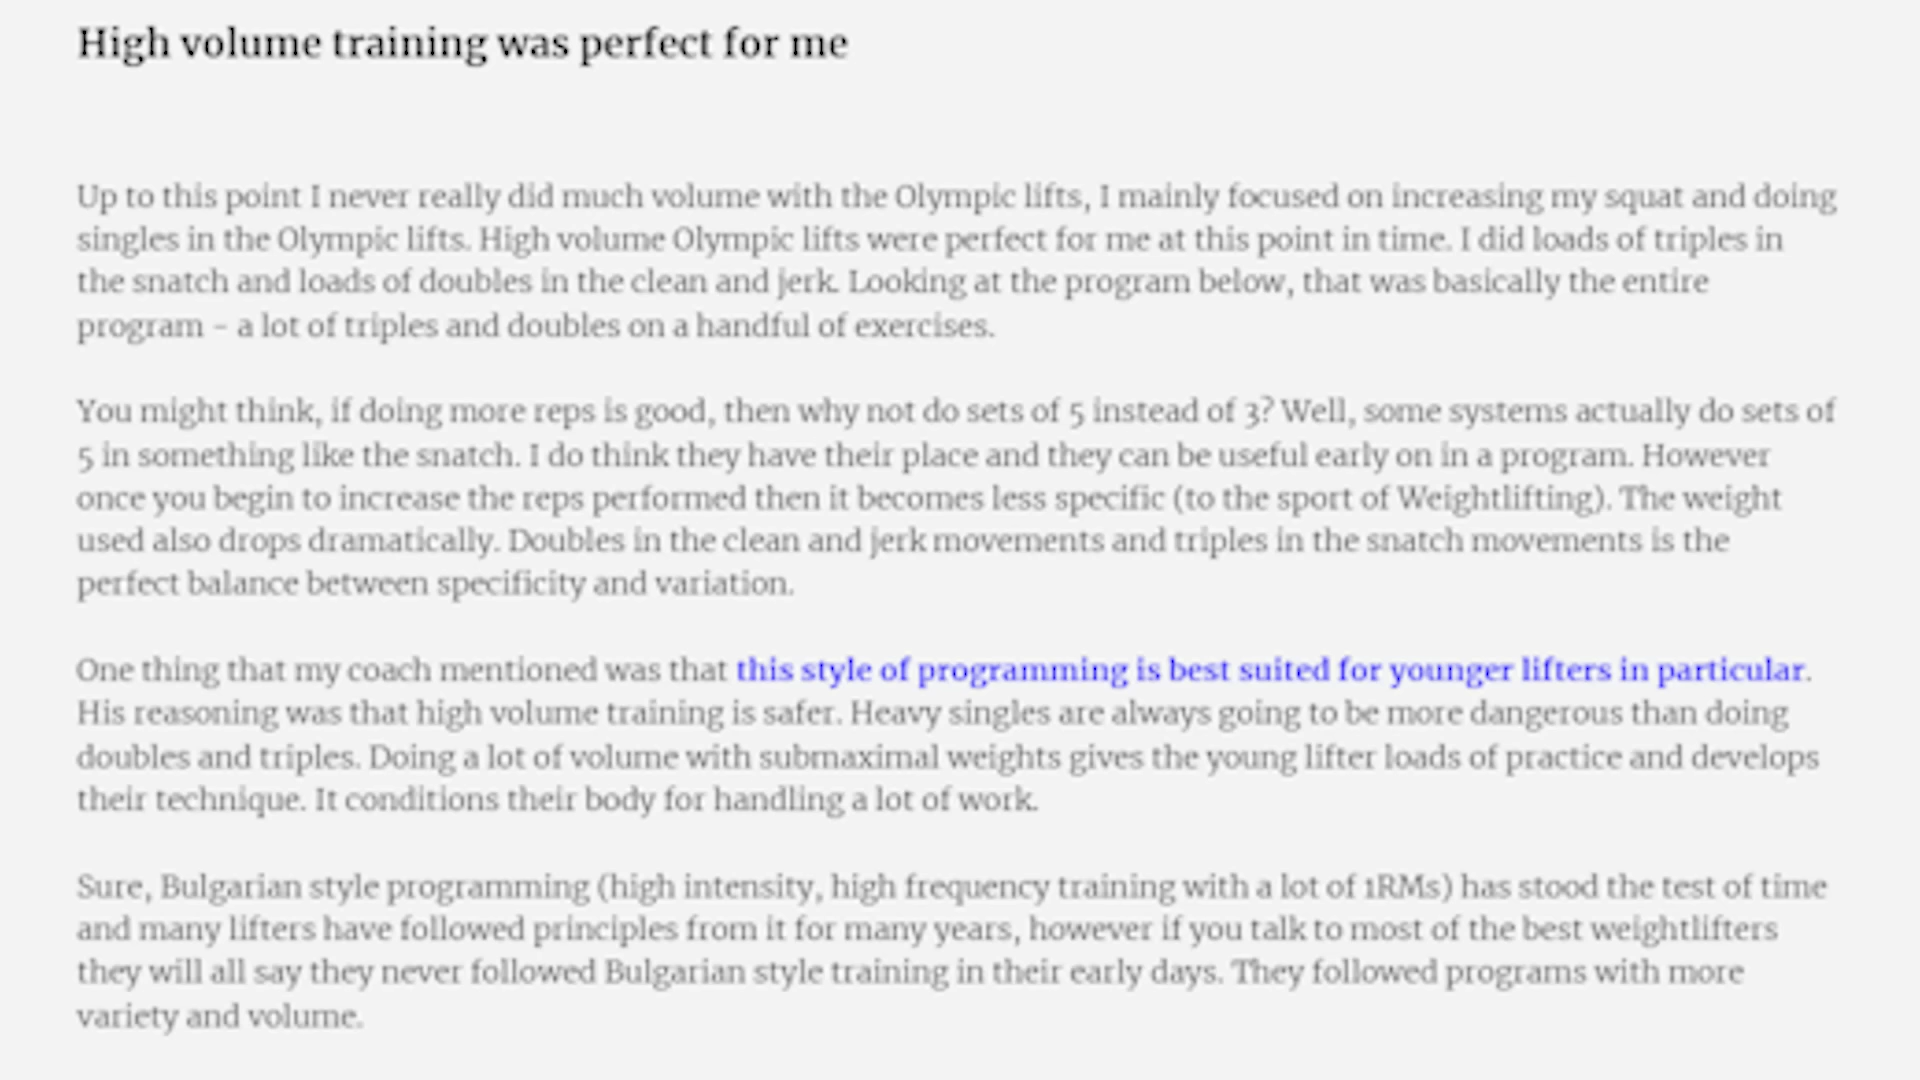 High volume training was perfect for me
Up to this point I never really did much volume with the Olympic lifts, I mainly focused on increasing my squat and doing
singles in the Olympic lifts. High volume Olympic lifts were perfect for me at this point in time. I did loads of triples in
the snatch and loads of doubles in the clean and jerk. Looking at the program below, that was basically the entire
program – a lot of triples and doubles on a handful of exercises.
You might think, if doing more reps is good, then why not do sets of 5 instead of 3? Well, some systems actually do sets of
5 in something like the snatch. I do think they have their place and they can be useful early on in a program. However
once you begin to increase the reps performed then it becomes less specific (to the sport of Weightlifting). The weight
used also drops dramatically. Doubles in the clean and jerk movements and triples in the snatch movements is the
perfect balance between specificity and variation.
One thing that my coach mentioned was that this style of programming is best suited for younger lifters in particular.
His reasoning was that high volume training is safer. Heavy singles are always going to be more dangerous than doing
doubles and triples. Doing a lot of volume with submaximal weights gives the young lifter loads of practice and develops
their technique. It conditions their body for handling a lot of work.
Sure, Bulgarian style programming (high intensity, high frequency training with a lot of 1RMs) has stood the test of time
and many lifters have followed principles from it for many years, however if you talk to most of the best weightlifters
they will all say they never followed Bulgarian style training in their early days. They followed programs with more
variety and volume.